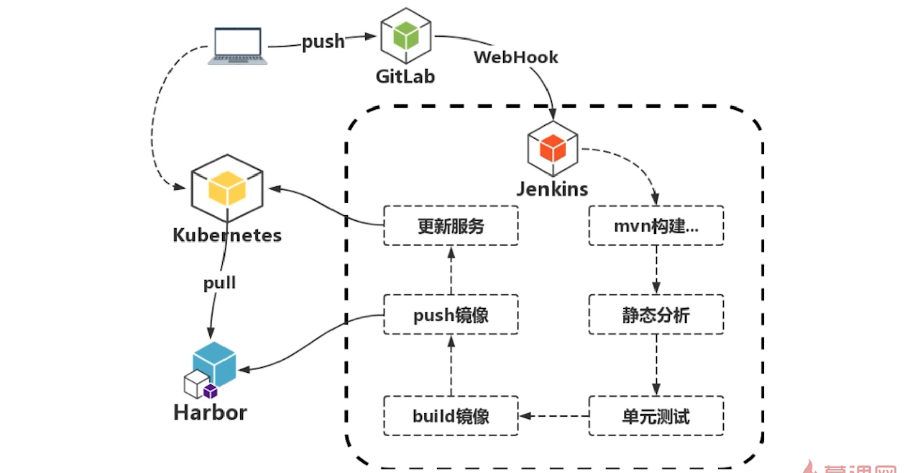 push
GitLab
WebHook
Jenkins
Kubernetes
更新服务
mvn构建...
pull
push镜像
静态分析
Harbor
build镜像
单元测试
慕课网